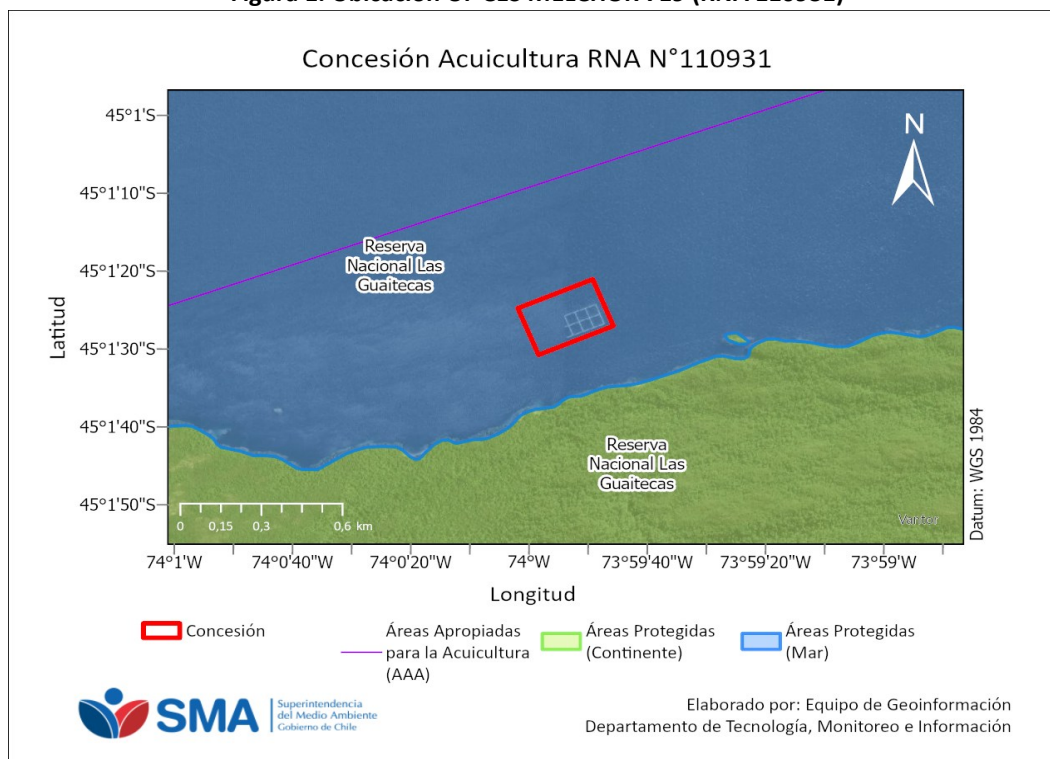 Concesión Acuicultura RNA N°110931
45°1'S
45°1'10"S
45°1'20"S
45°1'30"S
45°1'40"S
45°1'50"S
Latitud
N
Reserva
Nacional Las
Guaitecas
Reserva
Nacional Las
Guaitecas
0 0,15 0,3 0,6 km
Vantor
Datum: WGS 1984
74°1'W 74°0'40"W 74°0'20"W 74°W 73°59'40"W 73°59'20"W 73°59'W
Longitud
Concesión
Áreas Apropiadas
para la Acuicultura
(AAA)
Áreas Protegidas
(Continente)
Áreas Protegidas
(Mar)
SMA
Superintendencia
del Medio Ambiente
Gobierno de Chile
Elaborado por: Equipo de Geoinformación
Departamento de Tecnología, Monitoreo e Información